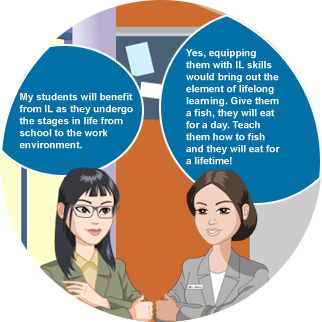 My students will benefit
from IL as they undergo
the stages in life from
school to the work
environment.
Yes, equipping
them with IL skills
would bring out the
element of lifelong
learning. Give them
a fish, they will eat
for a day. Teach
them how to fish
and they will eat for
a lifetime!